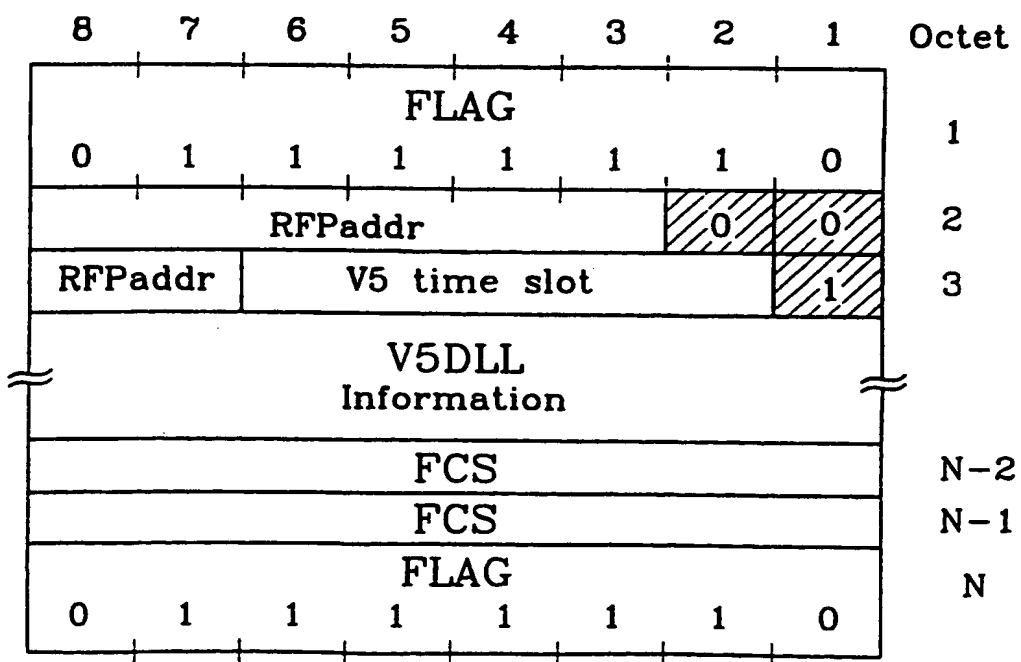 8 7 6 5 4 3 2 1 Octet
FLAG
1
0 1 1 1 1 1 1 0
RFPaddr 0 0 2
RFPaddr V5 time slot 1 3
V5DLL
Information
FCS N-2
FCS N-1
FLAG
N
0 1 1 1 1 1 1 0